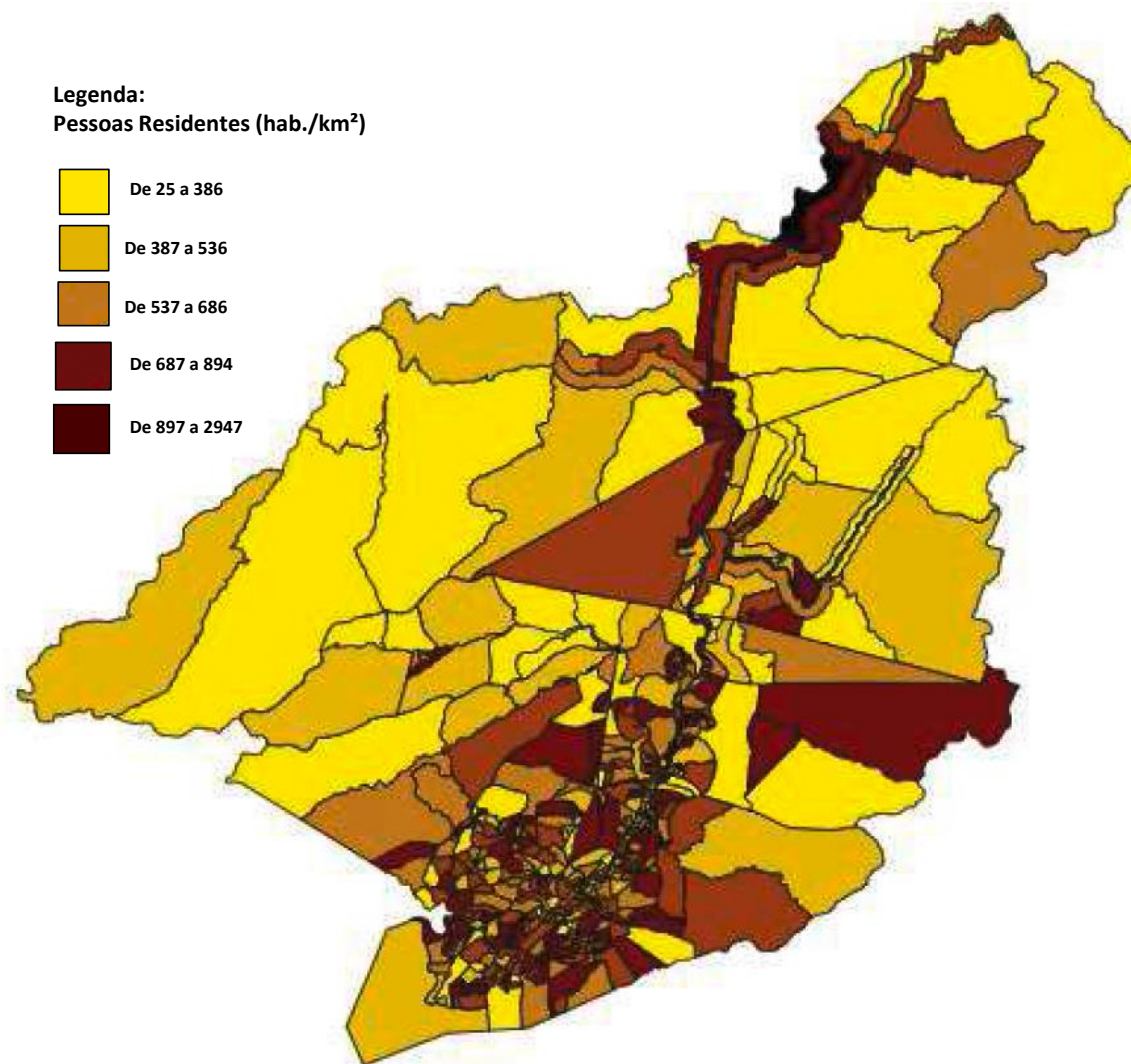 Legenda:
Pessoas Residentes (hab./km²)
De 25 a 386
De 387 a 536
De 537 a 686
De 687 a 894
De 897 a 2947